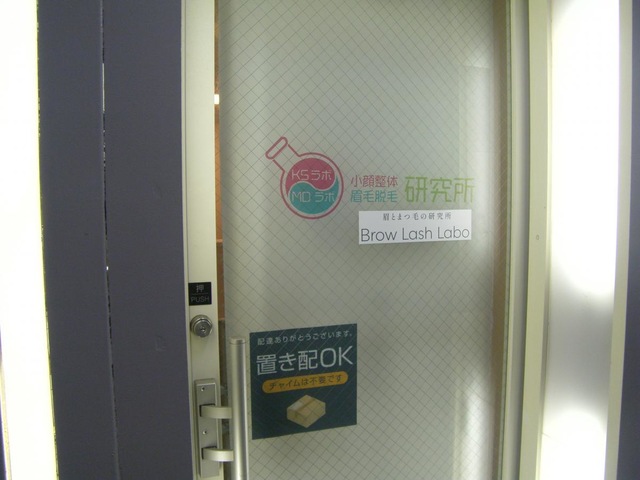 KSラボ
MDラボ
小顔整体
眉毛脱毛
研究所
眉とまつ毛の研究所
Brow Lash Labo
押
PUSH
配達ありがとうございます。
置き配OK
チャイムは不要です